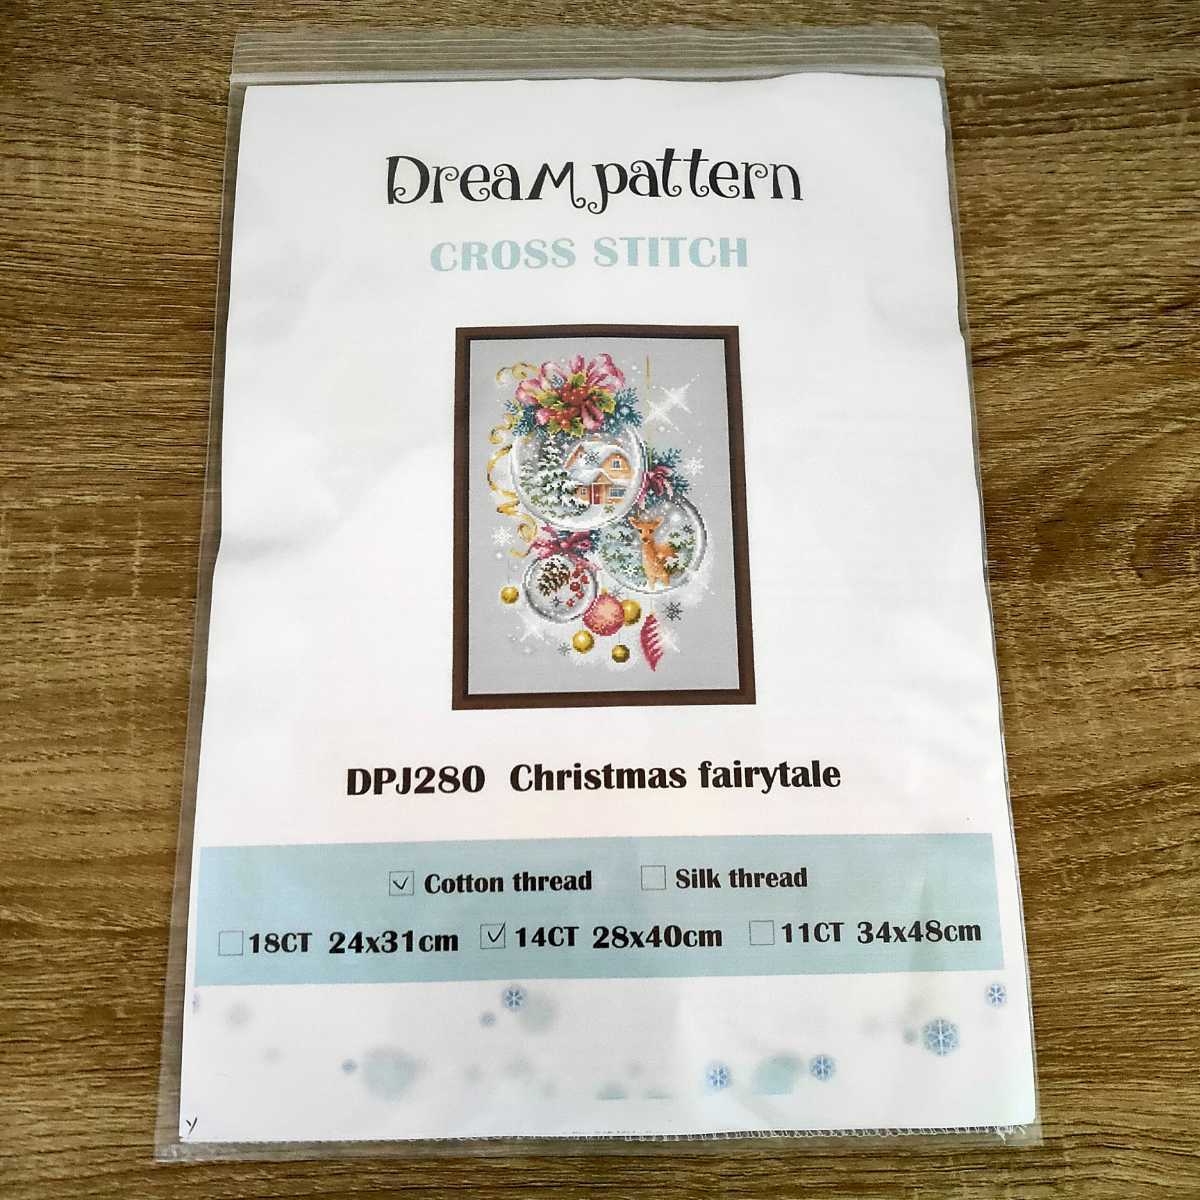 Dream pattern
CROSS STITCH
DPJ280 Christmas fairytale
☑ Cotton thread ☐ Silk thread
☐ 18CT 24x31cm ☑ 14CT 28x40cm ☐ 11CT 34x48cm
Y